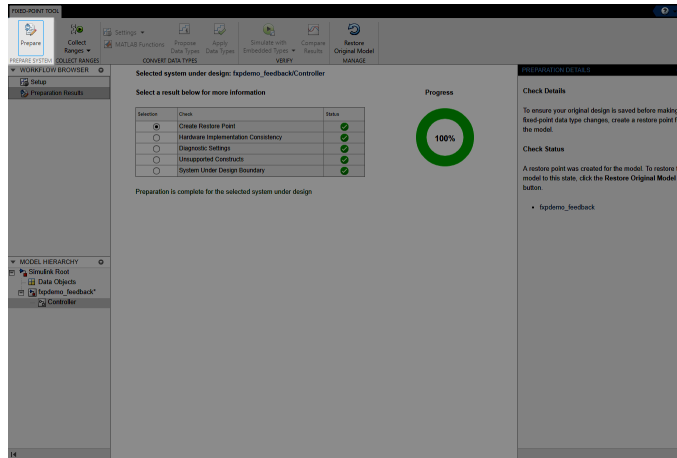 FIXED-POINT TOOL
Prepare
Collect
Ranges
Settings
MATLAB Functions
Propose
Data Types
Apply
Data Types
Simulate with
Embedded Types
Compare
Results
Restore
Original Model
PREPARE SYSTEM
COLLECT RANGES
CONVERT DATA TYPES
VERIFY
MANAGE
WORKFLOW BROWSER
Setup
Preparation Results
Selected system under design: fxpdemo_feedback/Controller
Select a result below for more information
Progress
Selection
Check
Status
Create Restore Point
Hardware Implementation Consistency
Diagnostic Settings
Unsupported Constructs
System Under Design Boundary
100%
Preparation is complete for the selected system under design
PREPARATION DETAILS
Check Details
To ensure your original design is saved before making
fixed-point data type changes, create a restore point f
the model.
Check Status
A restore point was created for the model. To restore
model to this state, click the Restore Original Model
button.
fxpdemo_feedback
MODEL HIERARCHY
Simulink Root
Data Objects
fxpdemo_feedback*
Controller